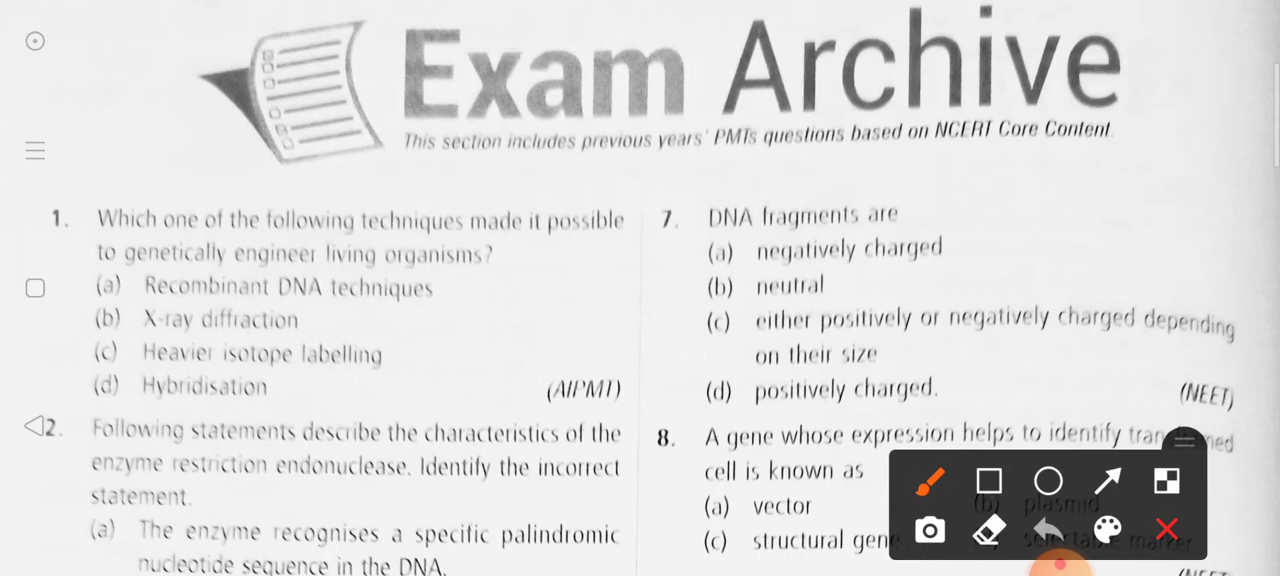 Exam Archive
This section includes previous years' PMTs questions based on NCERT Core Content.
1. Which one of the following techniques made it possible
to genetically engineer living organisms?
(a) Recombinant DNA techniques
(b) X-ray diffraction
(c) Heavier isotope labelling
(d) Hybridisation (AIPMT)
2. Following statements describe the characteristics of the
enzyme restriction endonuclease. Identify the incorrect
statement.
(a) The enzyme recognises a specific palindromic
nucleotide sequence in the DNA.
7. DNA fragments are
(a) negatively charged
(b) neutral
(c) either positively or negatively charged depending
on their size
(d) positively charged. (NEET)
8. A gene whose expression helps to identify
cell is known as
(a) vector (b) plasmid
(c) structural gene selectable marker